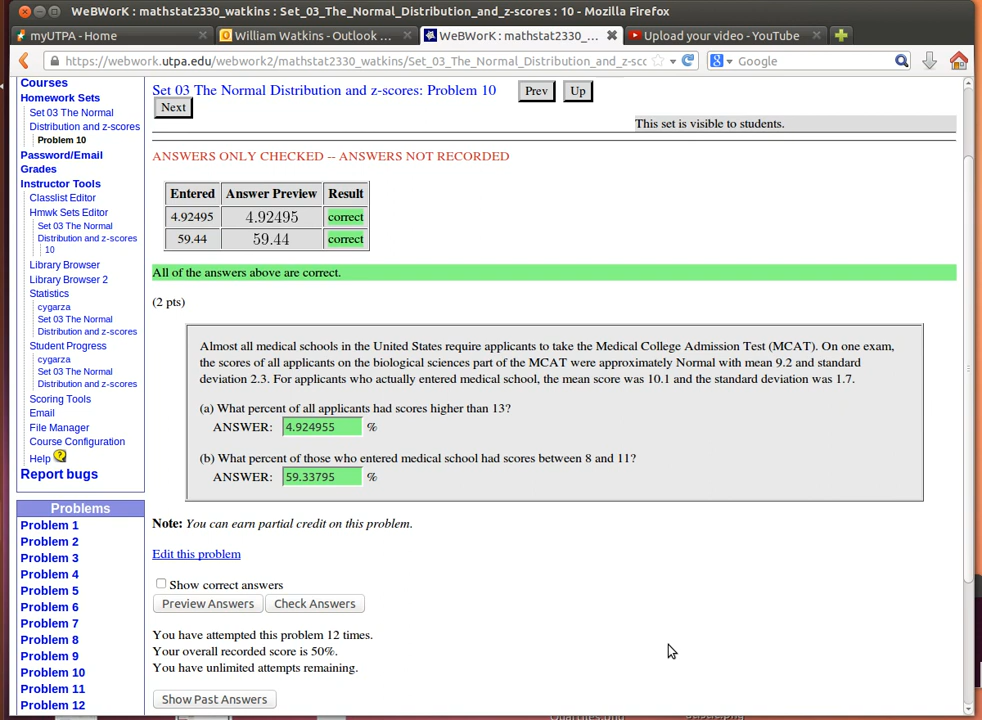 WeBWorK : mathstat2330_watkins : Set_03_The_Normal_Distribution_and_z-scores : 10 - Mozilla Firefox
myUTPA - Home
William Watkins - Outlook ...
WeBWorK : mathstat2330_...
Upload your video - YouTube
https://webwork.utpa.edu/webwork2/mathstat2330_watkins/Set_03_The_Normal_Distribution_and_z-sc
Google
Courses
Homework Sets
Set 03 The Normal
Distribution and z-scores
Problem 10
Password/Email
Grades
Instructor Tools
Classlist Editor
Hmwk Sets Editor
Set 03 The Normal
Distribution and z-scores
10
Library Browser
Library Browser 2
Statistics
cygarza
Set 03 The Normal
Distribution and z-scores
Student Progress
cygarza
Set 03 The Normal
Distribution and z-scores
Scoring Tools
Email
File Manager
Course Configuration
Help
Report bugs
Problems
Problem 1
Problem 2
Problem 3
Problem 4
Problem 5
Problem 6
Problem 7
Problem 8
Problem 9
Problem 10
Problem 11
Problem 12
Set 03 The Normal Distribution and z-scores: Problem 10
Prev Up
Next
This set is visible to students.
ANSWERS ONLY CHECKED -- ANSWERS NOT RECORDED
Entered Answer Preview Result
4.92495 4.92495 correct
59.44 59.44 correct
All of the answers above are correct.
(2 pts)
Almost all medical schools in the United States require applicants to take the Medical College Admission Test (MCAT). On one exam,
the scores of all applicants on the biological sciences part of the MCAT were approximately Normal with mean 9.2 and standard
deviation 2.3. For applicants who actually entered medical school, the mean score was 10.1 and the standard deviation was 1.7.
(a) What percent of all applicants had scores higher than 13?
ANSWER: 4.924955 %
(b) What percent of those who entered medical school had scores between 8 and 11?
ANSWER: 59.33795 %
Note: You can earn partial credit on this problem.
Edit this problem
Show correct answers
Preview Answers Check Answers
You have attempted this problem 12 times.
Your overall recorded score is 50%.
You have unlimited attempts remaining.
Show Past Answers